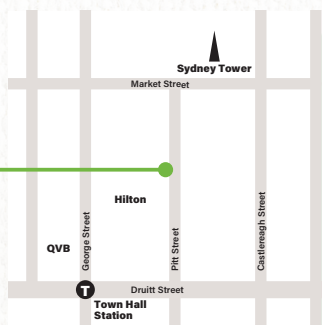 Sydney Tower
Market Street
Hilton
QVB
George Street
Pitt Street
Castlereagh Street
T
Druitt Street
Town Hall
Station